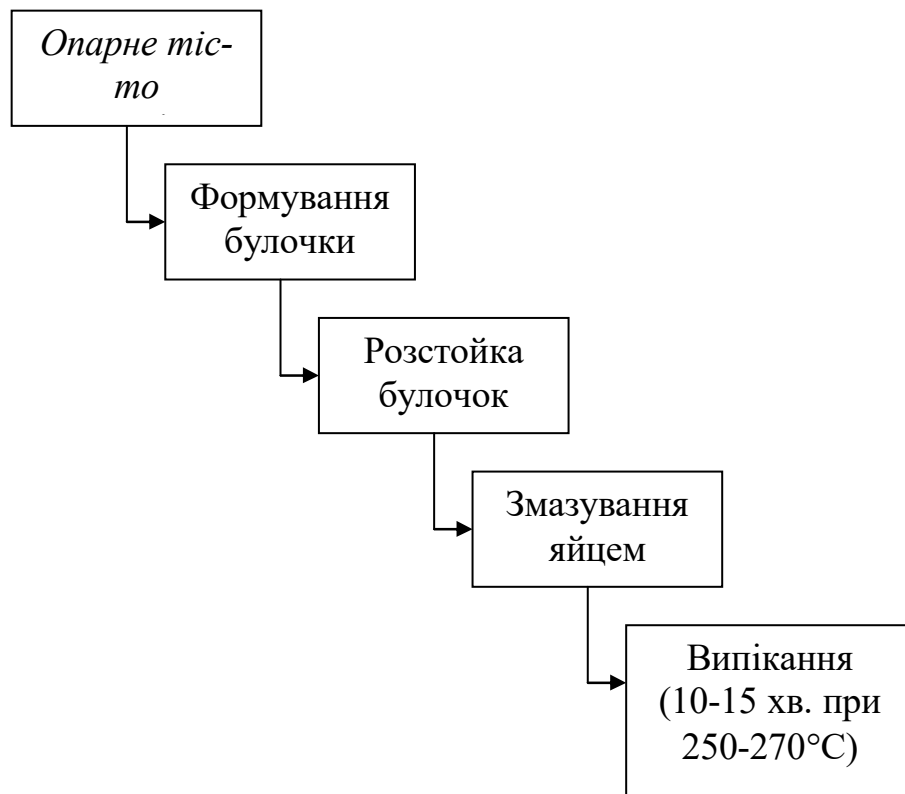 Опарне тіс-
то
Формування
булочки
Розстойка
булочок
Змазування
яйцем
Випікання
(10-15 хв. при
250-270°С)